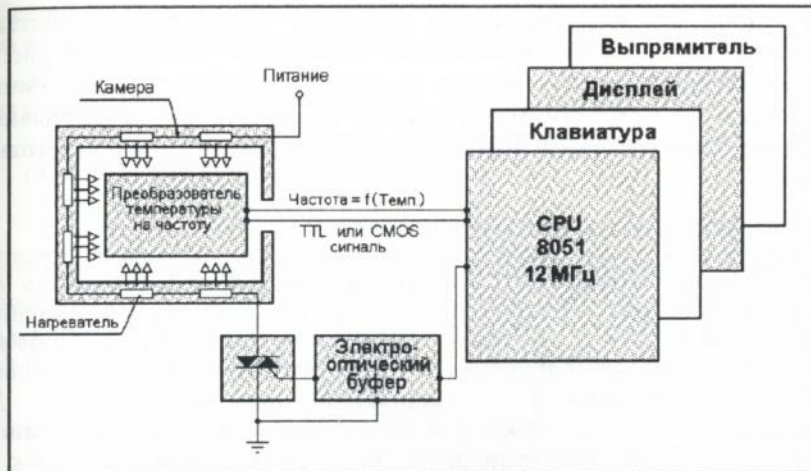 Выпрямитель
Питание
Дисплей
Камера
Клавиатура
Преобразователь
температуры
на частоту
Частота = f(Темп.)
TTL или CMOS
сигналь
CPU
8051
12 МГц
Нагреватель
Электро-
оптический
буфер